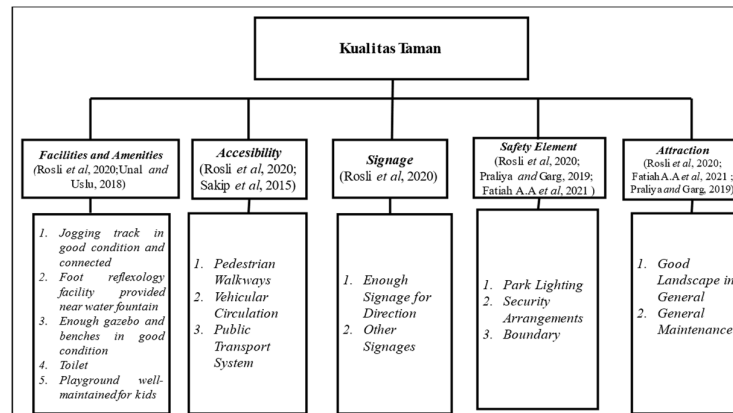 Kualitas Taman
Facilities and Amenities
(Rosli et al, 2020;Unal and
Uslu, 2018)
1. Jogging track in
good condition and
connected
2. Foot reflexology
facility provided
near water fountain
3. Enough gazebo and
benches in good
condition
4. Toilet
5. Playground well-
maintained for kids
Accesibility
(Rosli et al, 2020;
Sakip et al, 2015)
1. Pedestrian
Walkways
2. Vehicular
Circulation
3. Public
Transport
System
Signage
(Rosli et al, 2020)
1. Enough
Signage for
Direction
2. Other
Signages
Safety Element
(Rosli et al, 2020;
Praliya and Garg, 2019;
Fatiah A.A et al, 2021 )
1. Park Lighting
2. Security
Arrangements
3. Boundary
Attraction
(Rosli et al, 2020;
Fatiah A.A et al, 2021 ;
Praliya and Garg, 2019)
1. Good
Landscape in
General
2. General
Maintenance